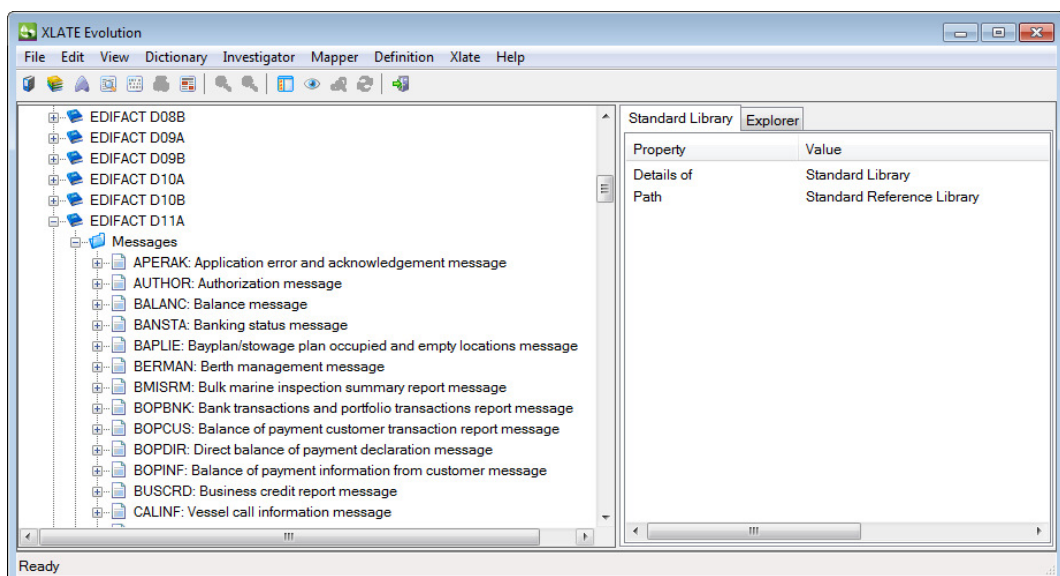 XLATE Evolution
File Edit View Dictionary Investigator Mapper Definition Xlate Help
EDIFACT D08B
EDIFACT D09A
EDIFACT D09B
EDIFACT D10A
EDIFACT D10B
EDIFACT D11A
Messages
APERAK: Application error and acknowledgement message
AUTHOR: Authorization message
BALANC: Balance message
BANSTA: Banking status message
BAPLIE: Bayplan/stowage plan occupied and empty locations message
BERMAN: Berth management message
BMISRM: Bulk marine inspection summary report message
BOPBNK: Bank transactions and portfolio transactions report message
BOPCUS: Balance of payment customer transaction report message
BOPDIR: Direct balance of payment declaration message
BOPINF: Balance of payment information from customer message
BUSCRD: Business credit report message
CALINF: Vessel call information message
Standard Library Explorer
Property Value
Details of Standard Library
Path Standard Reference Library
Ready